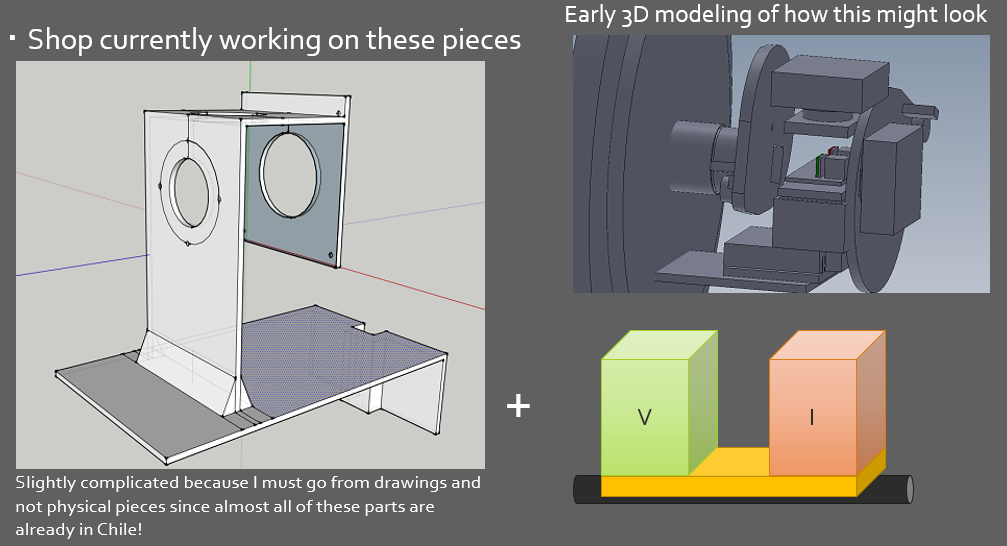 ▪ Shop currently working on these pieces
Early 3D modeling of how this might look
+
V
I
Slightly complicated because I must go from drawings and
not physical pieces since almost all of these parts are
already in Chile!